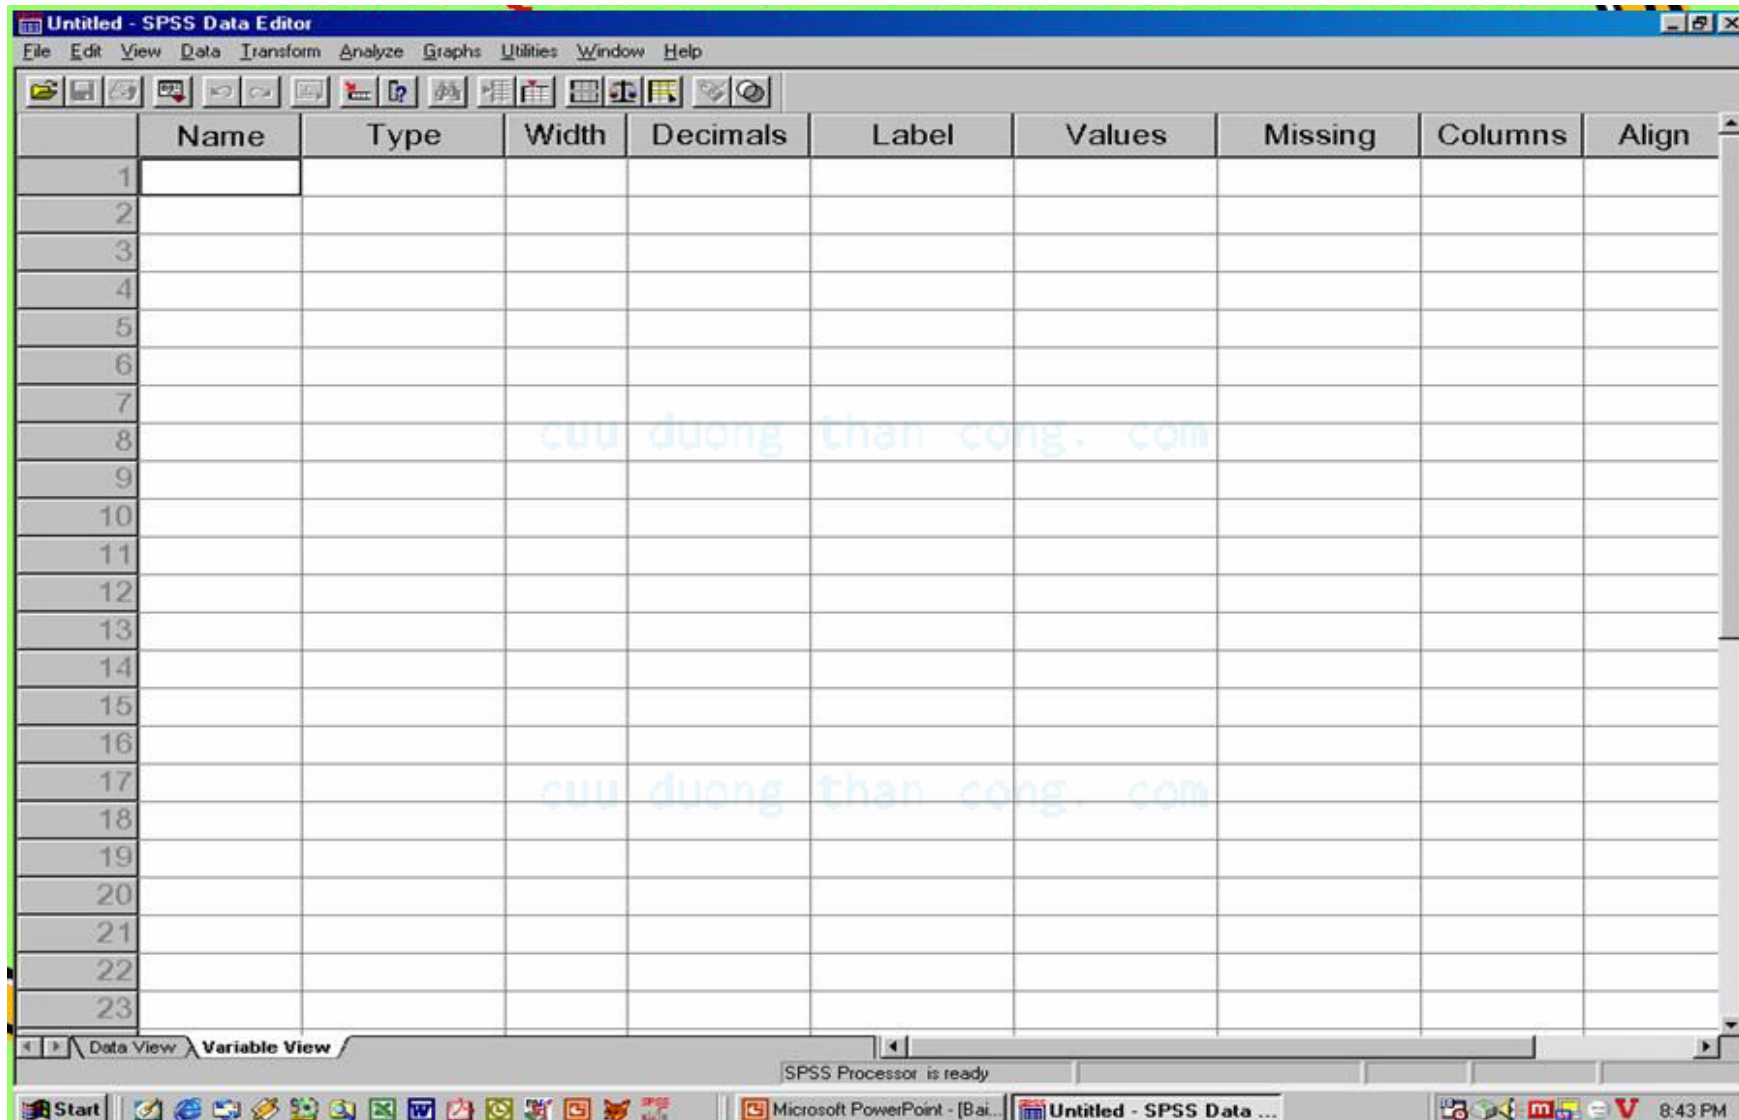 Untitled - SPSS Data Editor
File Edit View Data Transform Analyze Graphs Utilities Window Help
Name Type Width Decimals Label Values Missing Columns Align
1
2
3
4
5
6
7
cuu duong than cong. com
8
9
10
11
12
13
14
15
16
17
cuu duong than cong. com
18
19
20
21
22
23
Data View Variable View
SPSS Processor is ready
Start Microsoft PowerPoint - [Bai... Untitled - SPSS Data ... 8:43 PM